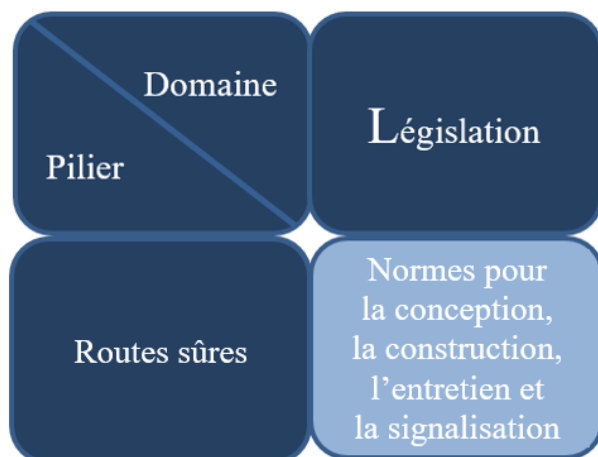 Domaine
Pilier
Législation
Routes sûres
Normes pour
la conception,
la construction,
l’entretien et
la signalisation